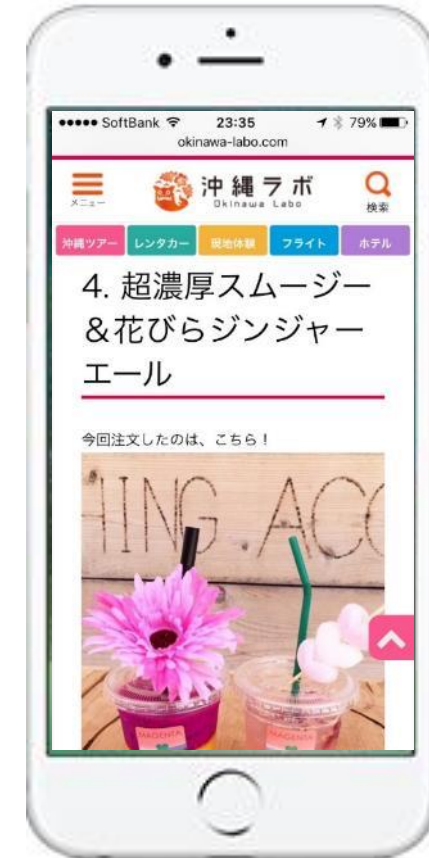 ●●●●● SoftBank 23:35 79%
okinawa-labo.com
メニュー
沖縄ラボ
Okinawa Labo
検索
沖縄ツアー レンタカー 現地体験 フライト ホテル
4. 超濃厚スムージー
&花びらジンジャー
エール
今回注文したのは、こちら!
HING ACC
MAGENTA MAGENTA